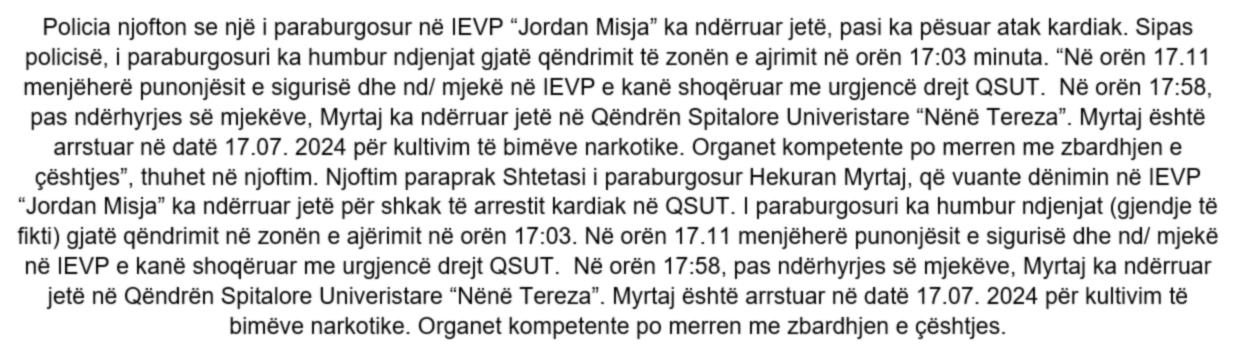 Policia njofton se një i paraburgosur në IEVP “Jordan Misja” ka ndërruar jetë, pasi ka pësuar atak kardiak. Sipas
policisë, i paraburgosuri ka humbur ndjenjat gjatë qëndrimit të zonën e ajrimit në orën 17:03 minuta. “Në orën 17.11
menjëherë punonjësit e sigurisë dhe nd/ mjekë në IEVP e kanë shoqëruar me urgjencë drejt QSUT.  Në orën 17:58,
pas ndërhyrjes së mjekëve, Myrtaj ka ndërruar jetë në Qëndrën Spitalore Univeristare “Nënë Tereza”. Myrtaj është
arrstuar në datë 17.07. 2024 për kultivim të bimëve narkotike. Organet kompetente po merren me zbardhjen e
çështjes”, thuhet në njoftim. Njoftim paraprak Shtetasi i paraburgosur Hekuran Myrtaj, që vuante dënimin në IEVP
“Jordan Misja” ka ndërruar jetë për shkak të arrestit kardiak në QSUT. I paraburgosuri ka humbur ndjenjat (gjendje të
fikti) gjatë qëndrimit në zonën e ajërimit në orën 17:03. Në orën 17.11 menjëherë punonjësit e sigurisë dhe nd/ mjekë
në IEVP e kanë shoqëruar me urgjencë drejt QSUT.  Në orën 17:58, pas ndërhyrjes së mjekëve, Myrtaj ka ndërruar
jetë në Qëndrën Spitalore Univeristare “Nënë Tereza”. Myrtaj është arrstuar në datë 17.07. 2024 për kultivim të
bimëve narkotike. Organet kompetente po merren me zbardhjen e çështjes.